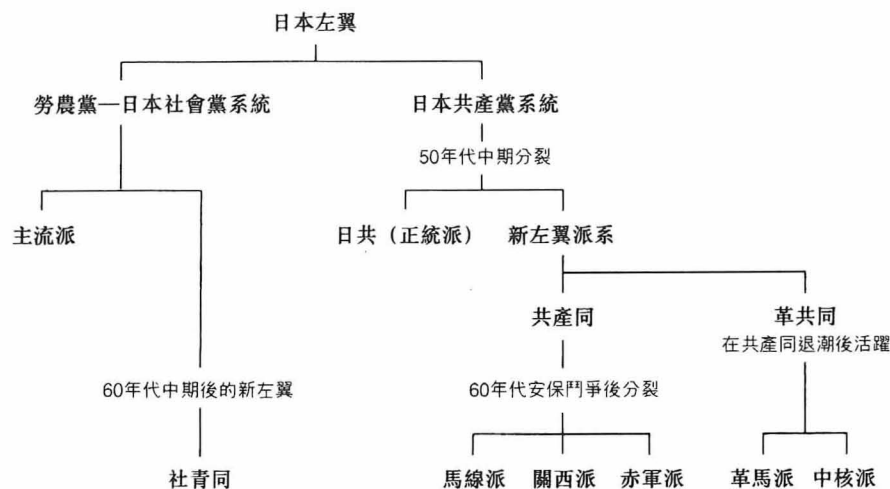 日本左翼
勞農黨—日本社會黨系統
日本共產黨系統
50年代中期分裂
主流派
日共（正統派）
新左翼派系
共產同
革共同
在共產同退潮後活躍
60年代中期後的新左翼
60年代安保鬥爭後分裂
社青同
馬線派
關西派
赤軍派
革馬派
中核派